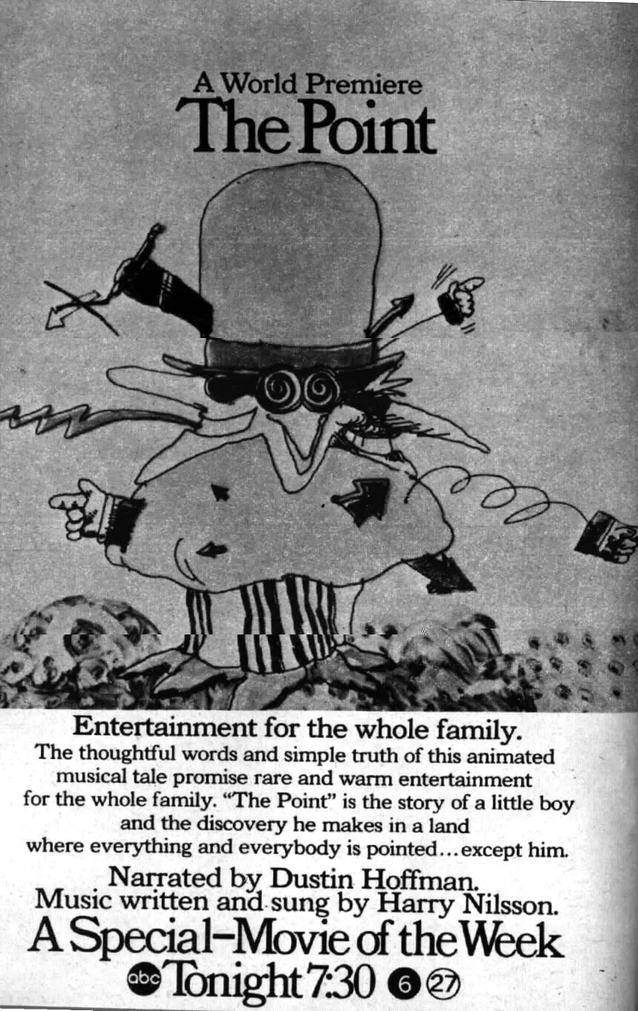 A World Premiere
The Point
Entertainment for the whole family.
The thoughtful words and simple truth of this animated
musical tale promise rare and warm entertainment
for the whole family. “The Point” is the story of a little boy
and the discovery he makes in a land
where everything and everybody is pointed...except him.
Narrated by Dustin Hoffman.
Music written and sung by Harry Nilsson.
A Special–Movie of the Week
abc Tonight 7:30 6 27